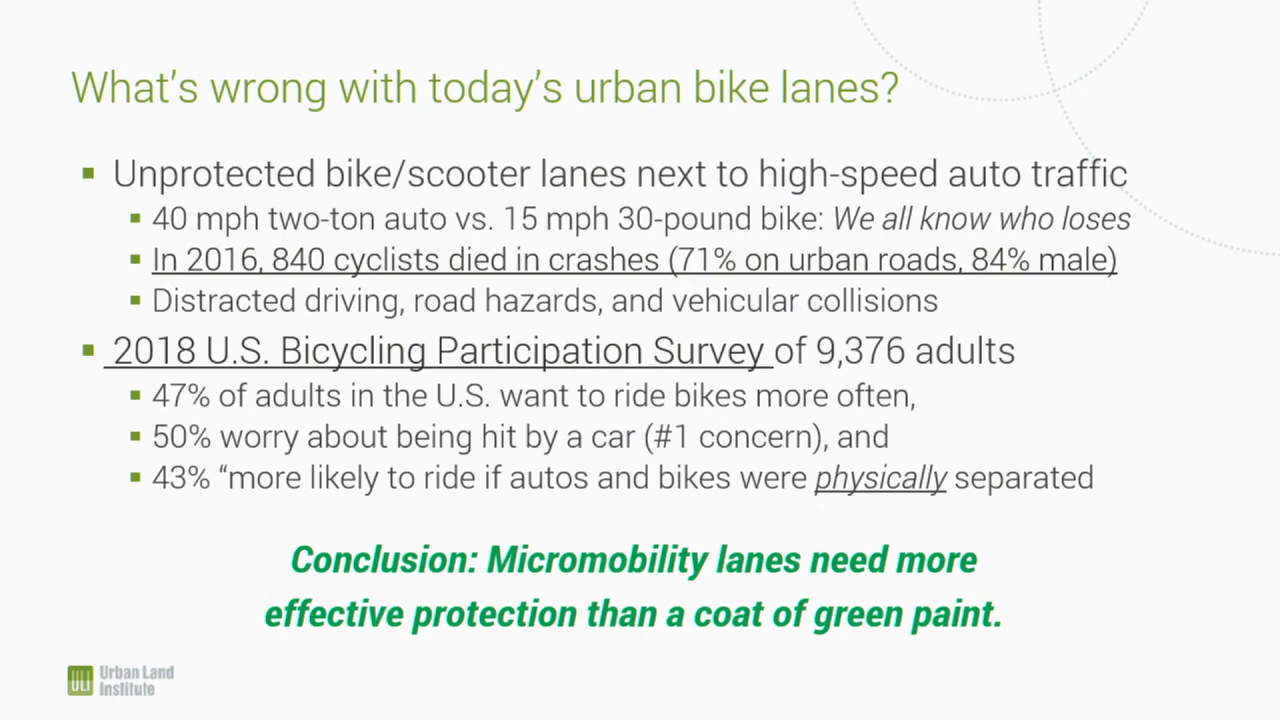 What's wrong with today's urban bike lanes?
Unprotected bike/scooter lanes next to high-speed auto traffic
40 mph two-ton auto vs. 15 mph 30-pound bike: We all know who loses
In 2016, 840 cyclists died in crashes (71% on urban roads, 84% male)
Distracted driving, road hazards, and vehicular collisions
2018 U.S. Bicycling Participation Survey of 9,376 adults
47% of adults in the U.S. want to ride bikes more often,
50% worry about being hit by a car (#1 concern), and
43% “more likely to ride if autos and bikes were physically separated
Conclusion: Micromobility lanes need more
effective protection than a coat of green paint.
ULI Urban Land
Institute